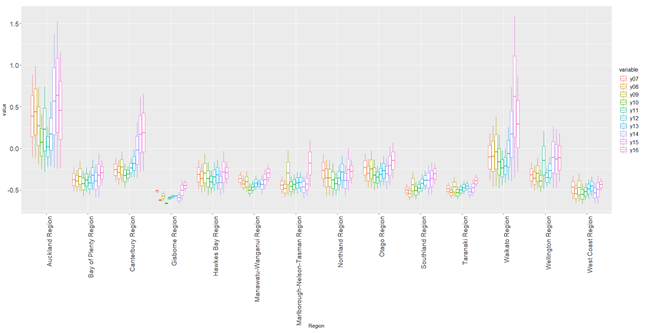 1.5
1.0
0.5
0.0
-0.5
value
Auckland Region
Bay of Plenty Region
Canterbury Region
Gisborne Region
Hawkes Bay Region
Manawatu-Wanganui Region
Marlborough-Nelson-Tasman Region
Northland Region
Otago Region
Southland Region
Taranaki Region
Waikato Region
Wellington Region
West Coast Region
Region
variable
y07
y08
y09
y10
y11
y12
y13
y14
y15
y16